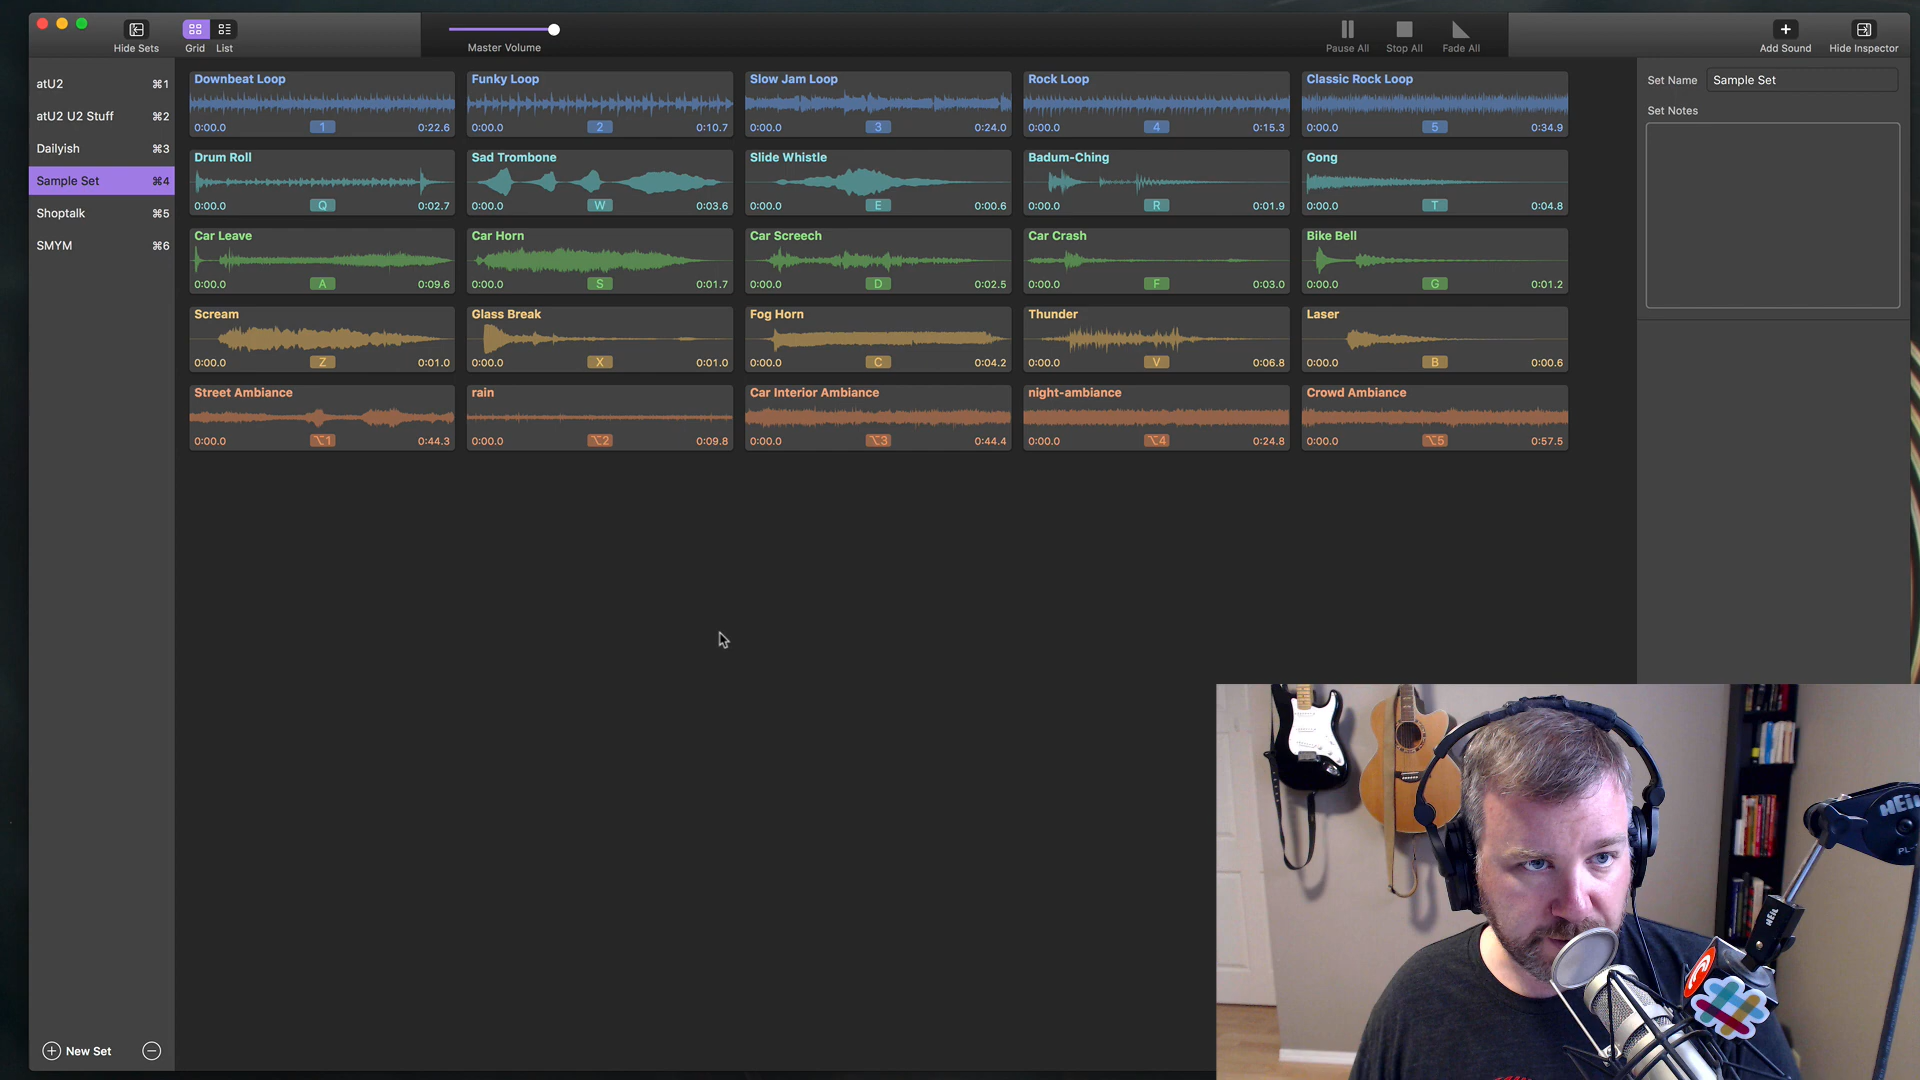 Hide Sets
Grid
List
Master Volume
Pause All
Stop All
Fade All
Add Sound
Hide Inspector
atU2 ⌘1
atU2 U2 Stuff ⌘2
Dailyish ⌘3
Sample Set ⌘4
Shoptalk ⌘5
SMYM ⌘6
New Set
Downbeat Loop
0:00.0 1 0:22.6
Funky Loop
0:00.0 2 0:10.7
Slow Jam Loop
0:00.0 3 0:24.0
Rock Loop
0:00.0 4 0:15.3
Classic Rock Loop
0:00.0 5 0:34.9
Drum Roll
0:00.0 Q 0:02.7
Sad Trombone
0:00.0 W 0:03.6
Slide Whistle
0:00.0 E 0:00.6
Badum-Ching
0:00.0 R 0:01.9
Gong
0:00.0 T 0:04.8
Car Leave
0:00.0 A 0:09.6
Car Horn
0:00.0 S 0:01.7
Car Screech
0:00.0 D 0:02.5
Car Crash
0:00.0 F 0:03.0
Bike Bell
0:00.0 G 0:01.2
Scream
0:00.0 Z 0:01.0
Glass Break
0:00.0 X 0:01.0
Fog Horn
0:00.0 C 0:04.2
Thunder
0:00.0 V 0:06.8
Laser
0:00.0 B 0:00.6
Street Ambiance
0:00.0 ⌥1 0:44.3
rain
0:00.0 ⌥2 0:09.8
Car Interior Ambiance
0:00.0 ⌥3 0:44.4
night-ambiance
0:00.0 ⌥4 0:24.8
Crowd Ambiance
0:00.0 ⌥5 0:57.5
Set Name Sample Set
Set Notes
HEiL
PL-
HEiL